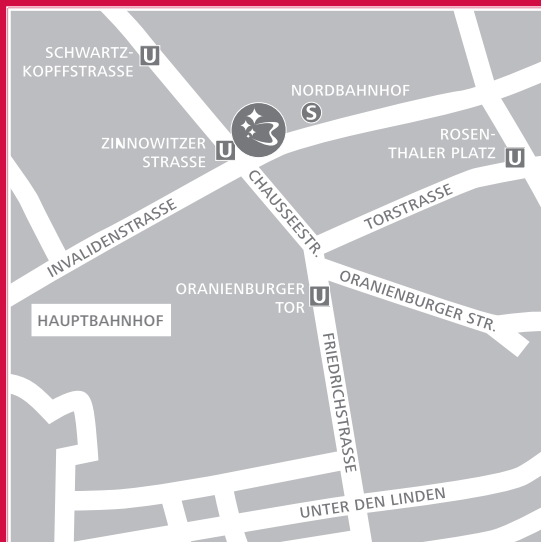 SCHWARTZ-
KOPFFSTRASSE
U
NORDBAHNHOF
S
ZINNOWITZER
STRASSE
U
ROSEN-
THALER PLATZ
U
CHAUSSEESTR.
INVALIDENSTRASSE
TORSTRASSE
ORANIENBURGER
TOR
U
ORANIENBURGER STR.
HAUPTBAHNHOF
FRIEDRICHSTRASSE
UNTER DEN LINDEN